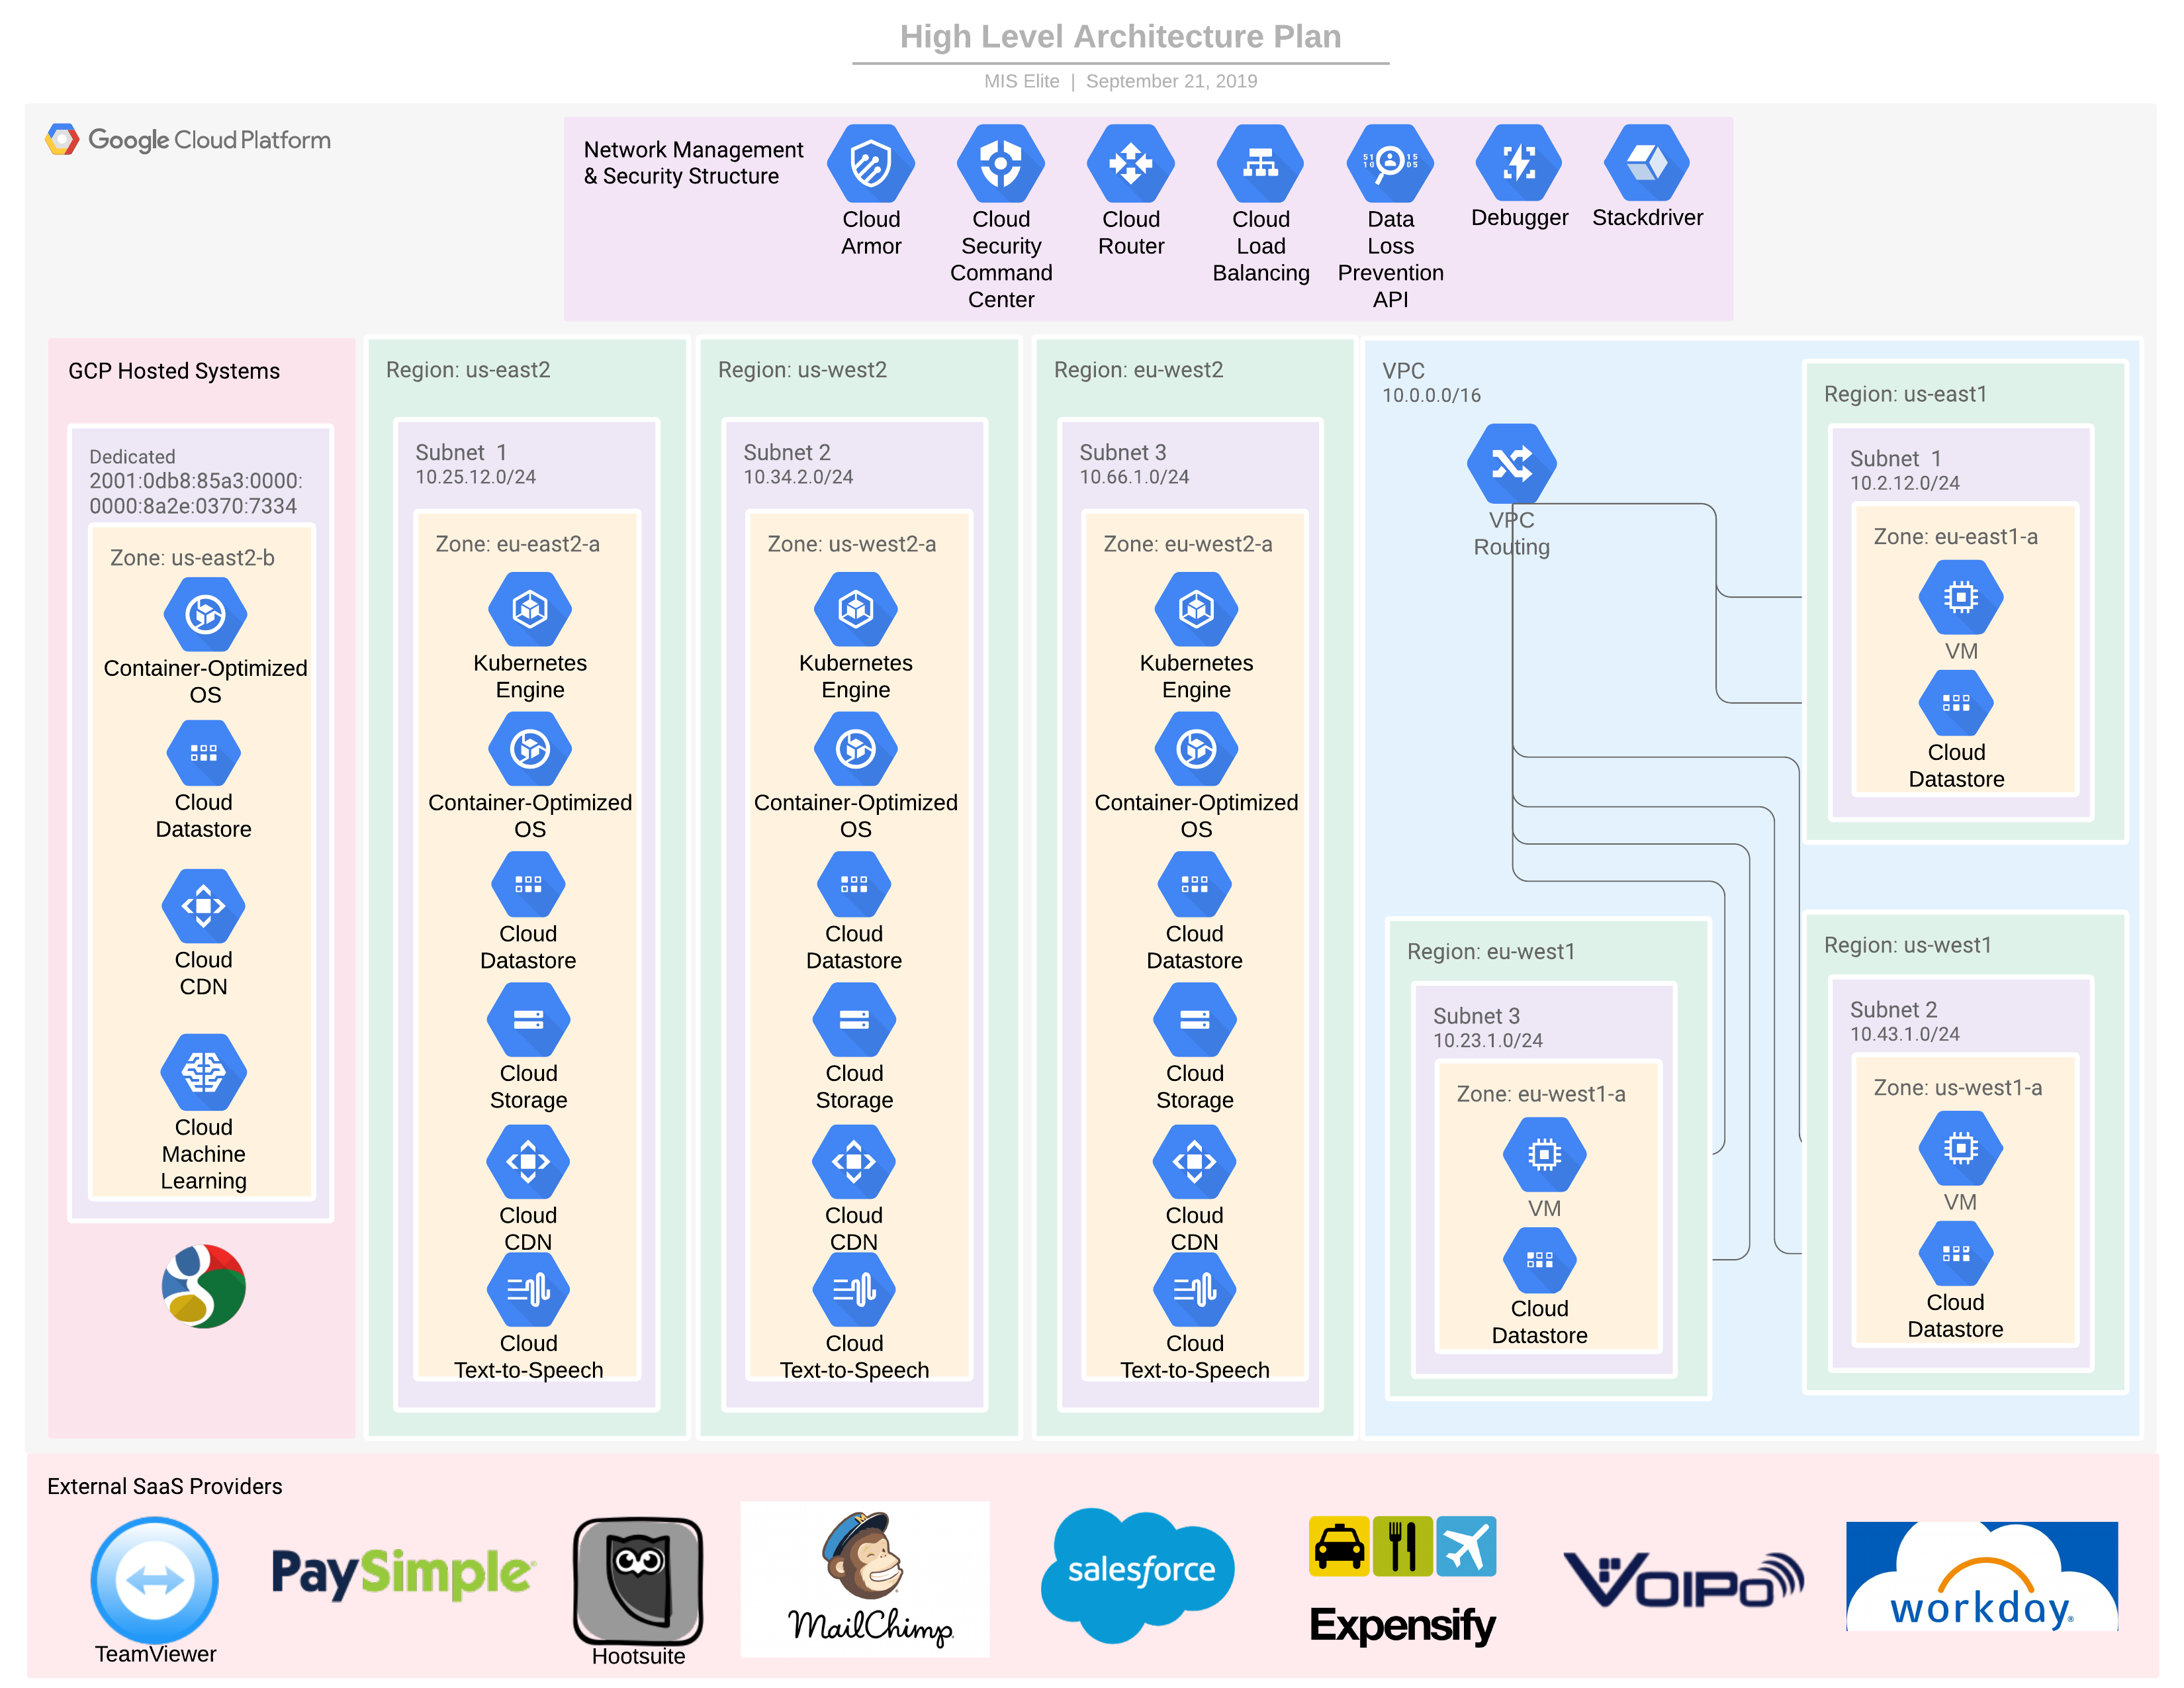 High Level Architecture Plan
MIS Elite | September 21, 2019
Google Cloud Platform
Network Management
& Security Structure
Cloud
Armor
Cloud
Security
Command
Center
Cloud
Router
Cloud
Load
Balancing
51
10
15
05
Data
Loss
Prevention
API
Debugger
Stackdriver
GCP Hosted Systems
Dedicated
2001:0db8:85a3:0000:
0000:8a2e:0370:7334
Zone: us-east2-b
Container-Optimized
OS
Cloud
Datastore
Cloud
CDN
Cloud
Machine
Learning
Region: us-east2
Subnet 1
10.25.12.0/24
Zone: eu-east2-a
Kubernetes
Engine
Container-Optimized
OS
Cloud
Datastore
Cloud
Storage
Cloud
CDN
Cloud
Text-to-Speech
Region: us-west2
Subnet 2
10.34.2.0/24
Zone: us-west2-a
Kubernetes
Engine
Container-Optimized
OS
Cloud
Datastore
Cloud
Storage
Cloud
CDN
Cloud
Text-to-Speech
Region: eu-west2
Subnet 3
10.66.1.0/24
Zone: eu-west2-a
Kubernetes
Engine
Container-Optimized
OS
Cloud
Datastore
Cloud
Storage
Cloud
CDN
Cloud
Text-to-Speech
VPC
10.0.0.0/16
VPC
Routing
Region: us-east1
Subnet 1
10.2.12.0/24
Zone: eu-east1-a
VM
Cloud
Datastore
Region: eu-west1
Subnet 3
10.23.1.0/24
Zone: eu-west1-a
VM
Cloud
Datastore
Region: us-west1
Subnet 2
10.43.1.0/24
Zone: us-west1-a
VM
Cloud
Datastore
External SaaS Providers
TeamViewer
PaySimple
Hootsuite
MailChimp
salesforce
Expensify
VOIPo
workday